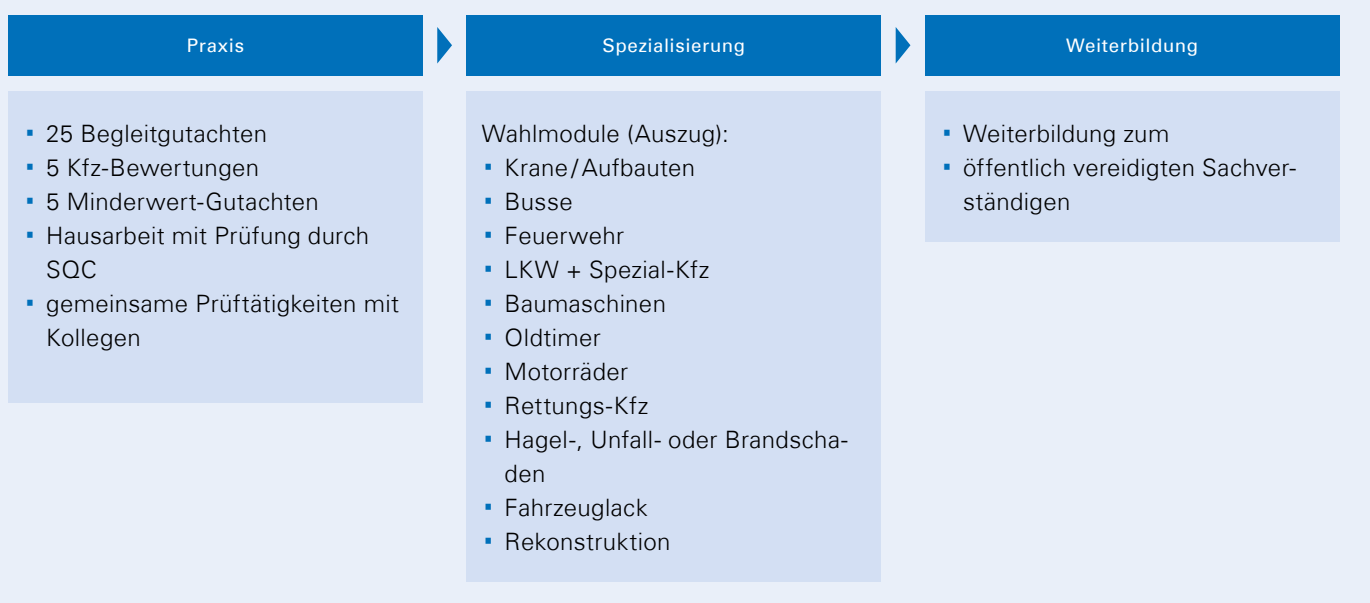 Praxis
▪ 25 Begleitgutachten
▪ 5 Kfz-Bewertungen
▪ 5 Minderwert-Gutachten
▪ Hausarbeit mit Prüfung durch
SQC
▪ gemeinsame Prüftätigkeiten mit
Kollegen
Spezialisierung
Wahlmodule (Auszug):
▪ Krane/Aufbauten
▪ Busse
▪ Feuerwehr
▪ LKW + Spezial-Kfz
▪ Baumaschinen
▪ Oldtimer
▪ Motorräder
▪ Rettungs-Kfz
▪ Hagel-, Unfall- oder Brandscha-
den
▪ Fahrzeuglack
▪ Rekonstruktion
Weiterbildung
▪ Weiterbildung zum
▪ öffentlich vereidigten Sachver-
ständigen